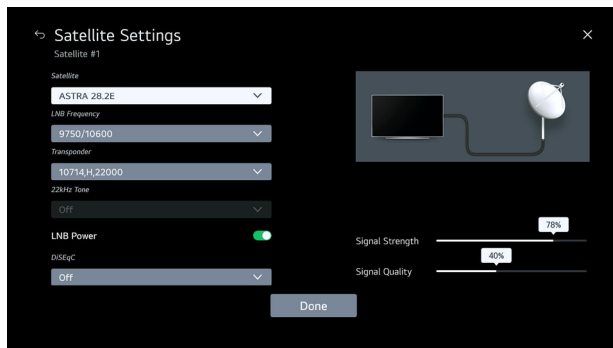 Satellite Settings
Satellite #1
Satellite
ASTRA 28.2E
LNB Frequency
9750/10600
Transponder
10714,H,22000
22kHz Tone
Off
LNB Power
DiSEqC
Off
78%
Signal Strength
40%
Signal Quality
Done